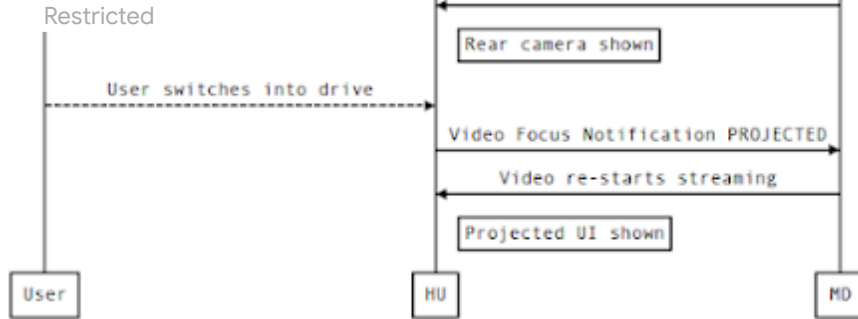 Restricted
Rear camera shown
User switches into drive
Video Focus Notification PROJECTED
Video re-starts streaming
Projected UI shown
User
HU
MD